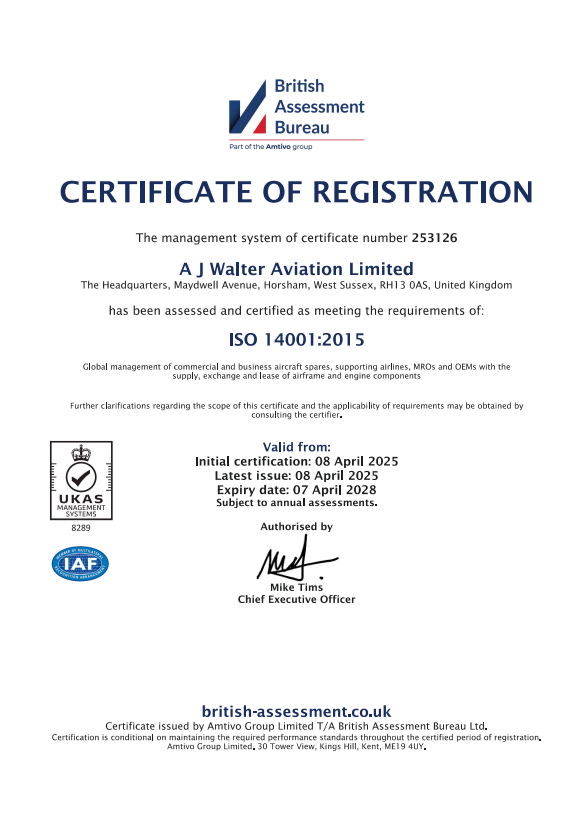 British
Assessment
Bureau
Part of the Amtivo group
CERTIFICATE OF REGISTRATION
The management system of certificate number 253126
A J Walter Aviation Limited
The Headquarters, Maydwell Avenue, Horsham, West Sussex, RH13 0AS, United Kingdom
has been assessed and certified as meeting the requirements of:
ISO 14001:2015
Global management of commercial and business aircraft spares, supporting airlines, MROs and OEMs with the
supply, exchange and lease of airframe and engine components
Further clarifications regarding the scope of this certificate and the applicability of requirements may be obtained by
consulting the certifier.
Valid from:
Initial certification: 08 April 2025
Latest issue: 08 April 2025
Expiry date: 07 April 2028
Subject to annual assessments.
UKAS
MANAGEMENT
SYSTEMS
8289
MEMBER OF MULTILATERAL
IAF
RECOGNITION ARRANGEMENT
Authorised by
Mike Tims
Chief Executive Officer
british-assessment.co.uk
Certificate issued by Amtivo Group Limited T/A British Assessment Bureau Ltd.
Certification is conditional on maintaining the required performance standards throughout the certified period of registration.
Amtivo Group Limited. 30 Tower View, Kings Hill, Kent, ME19 4UY.